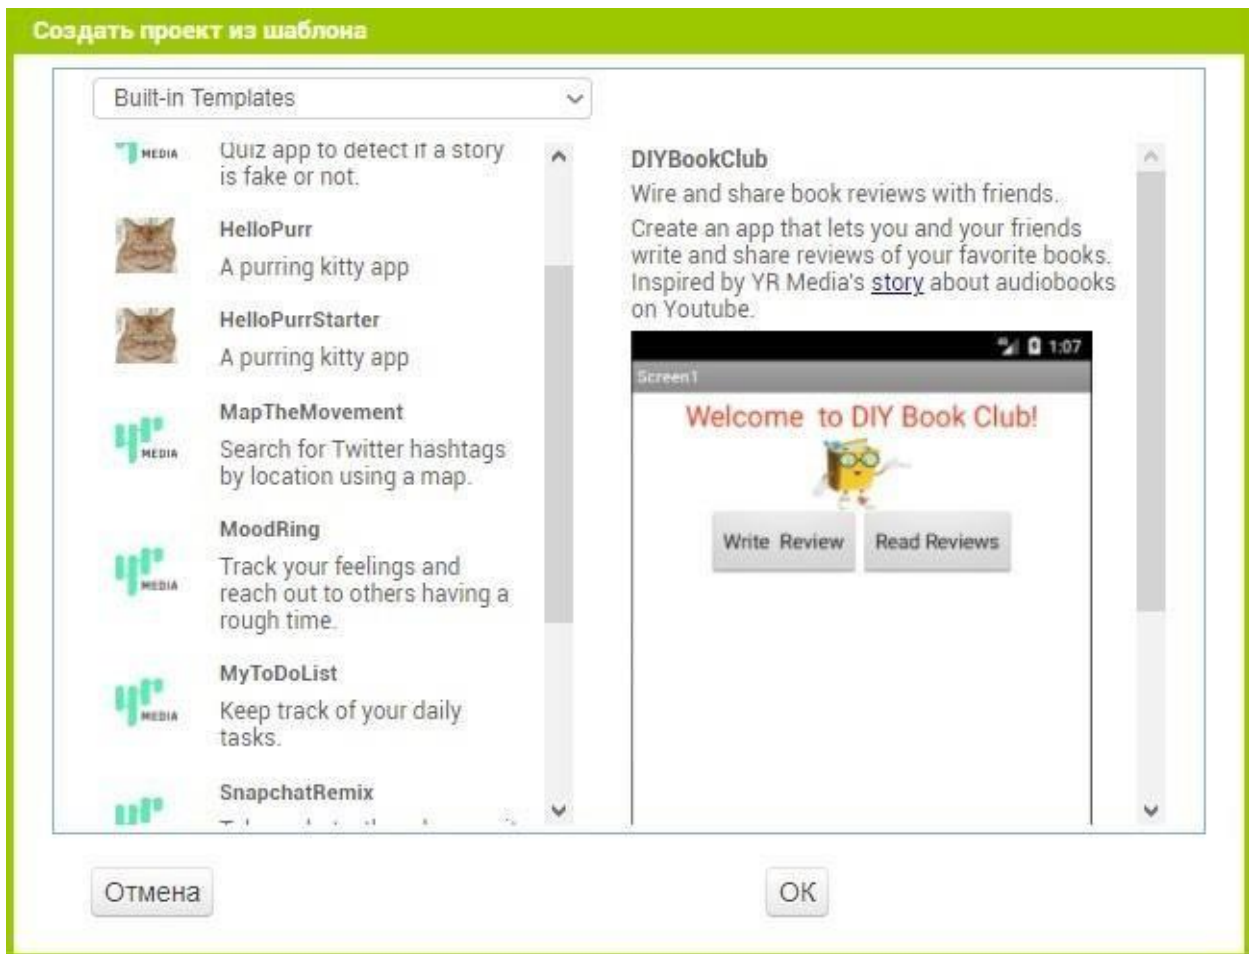 Создать проект из шаблона
Built-in Templates
MEDIA
Quiz app to detect if a story
is fake or not.
HelloPurr
A purring kitty app
HelloPurrStarter
A purring kitty app
MEDIA
MapTheMovement
Search for Twitter hashtags
by location using a map.
MEDIA
MoodRing
Track your feelings and
reach out to others having a
rough time.
MEDIA
MyToDoList
Keep track of your daily
tasks.
SnapchatRemix
DIYBookClub
Wire and share book reviews with friends.
Create an app that lets you and your friends
write and share reviews of your favorite books.
Inspired by YR Media's story about audiobooks
on Youtube.
1:07
Screen1
Welcome to DIY Book Club!
Write Review Read Reviews
Отмена
ОК